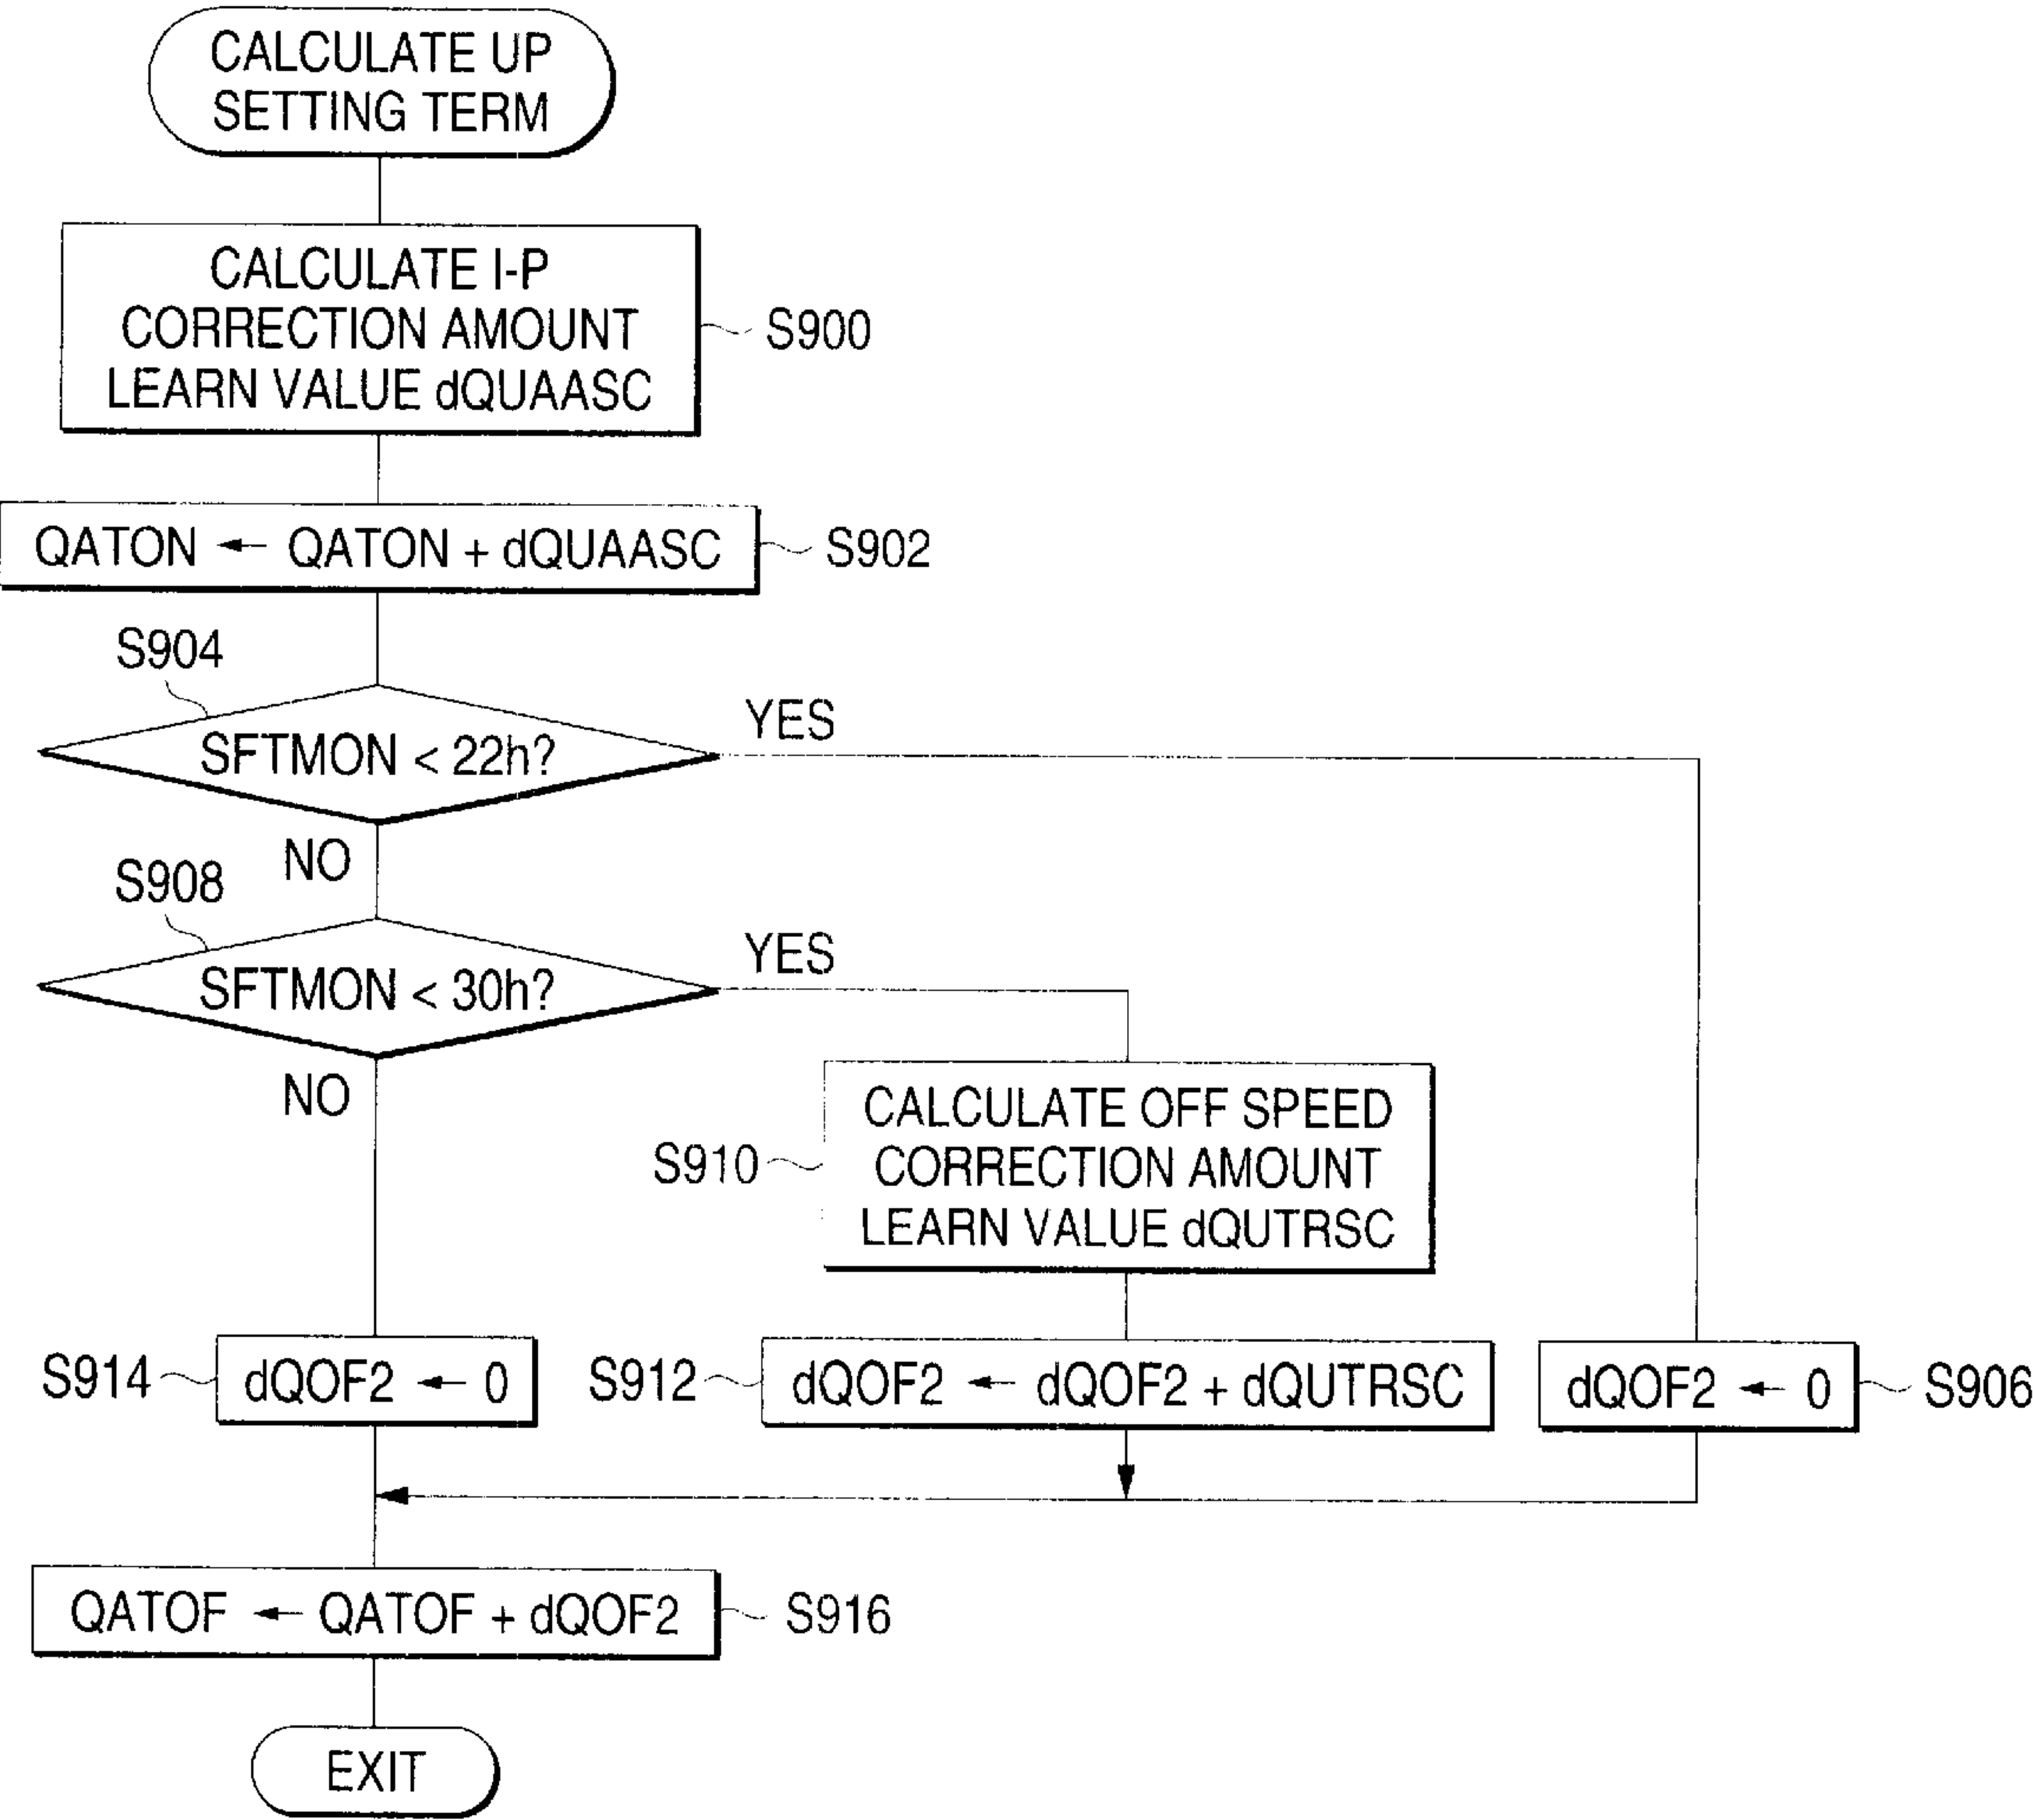 CALCULATE UP
SETTING TERM
CALCULATE I-P
CORRECTION AMOUNT
LEARN VALUE dQUAASC
S900
QATON ← QATON + dQUAASC
S902
S904
SFTMON < 22h?
YES
NO
S908
SFTMON < 30h?
YES
NO
CALCULATE OFF SPEED
CORRECTION AMOUNT
LEARN VALUE dQUTRSC
S910
S914
dQOF2 ← 0
S912
dQOF2 ← dQOF2 + dQUTRSC
dQOF2 ← 0
S906
QATOF ← QATOF + dQOF2
S916
EXIT